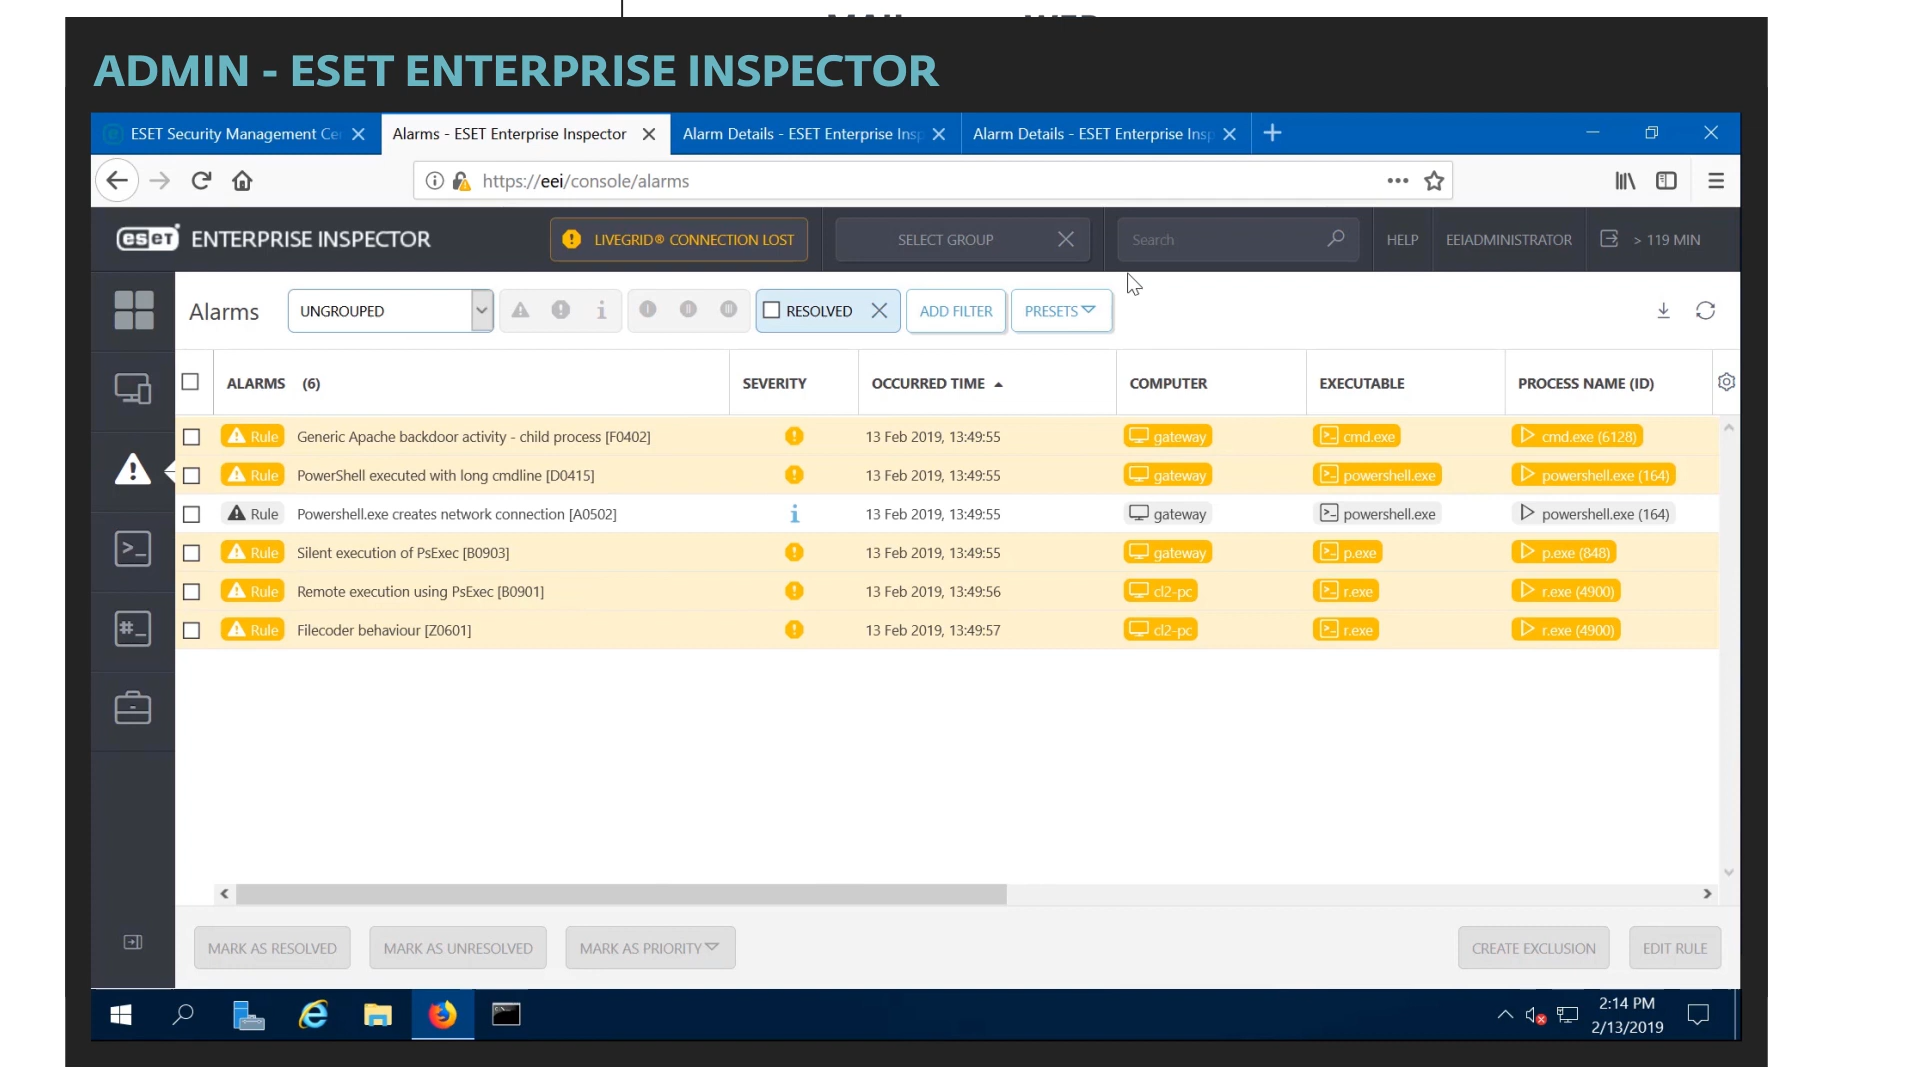 ADMIN - ESET ENTERPRISE INSPECTOR
ESET Security Management Ce
Alarms - ESET Enterprise Inspector
Alarm Details - ESET Enterprise Insp
Alarm Details - ESET Enterprise Insp
https://eei/console/alarms
eset ENTERPRISE INSPECTOR
LIVEGRID® CONNECTION LOST
SELECT GROUP
Search
HELP
EEIADMINISTRATOR
> 119 MIN
Alarms
UNGROUPED
RESOLVED
ADD FILTER
PRESETS
ALARMS (6) SEVERITY OCCURRED TIME COMPUTER EXECUTABLE PROCESS NAME (ID)
Rule Generic Apache backdoor activity - child process [F0402] 13 Feb 2019, 13:49:55 gateway cmd.exe cmd.exe (6128)
Rule PowerShell executed with long cmdline [D0415] 13 Feb 2019, 13:49:55 gateway powershell.exe powershell.exe (164)
Rule Powershell.exe creates network connection [A0502] 13 Feb 2019, 13:49:55 gateway powershell.exe powershell.exe (164)
Rule Silent execution of PsExec [B0903] 13 Feb 2019, 13:49:55 gateway p.exe p.exe (848)
Rule Remote execution using PsExec [B0901] 13 Feb 2019, 13:49:56 cl2-pc r.exe r.exe (4900)
Rule Filecoder behaviour [Z0601] 13 Feb 2019, 13:49:57 cl2-pc r.exe r.exe (4900)
MARK AS RESOLVED
MARK AS UNRESOLVED
MARK AS PRIORITY
CREATE EXCLUSION
EDIT RULE
2:14 PM
2/13/2019